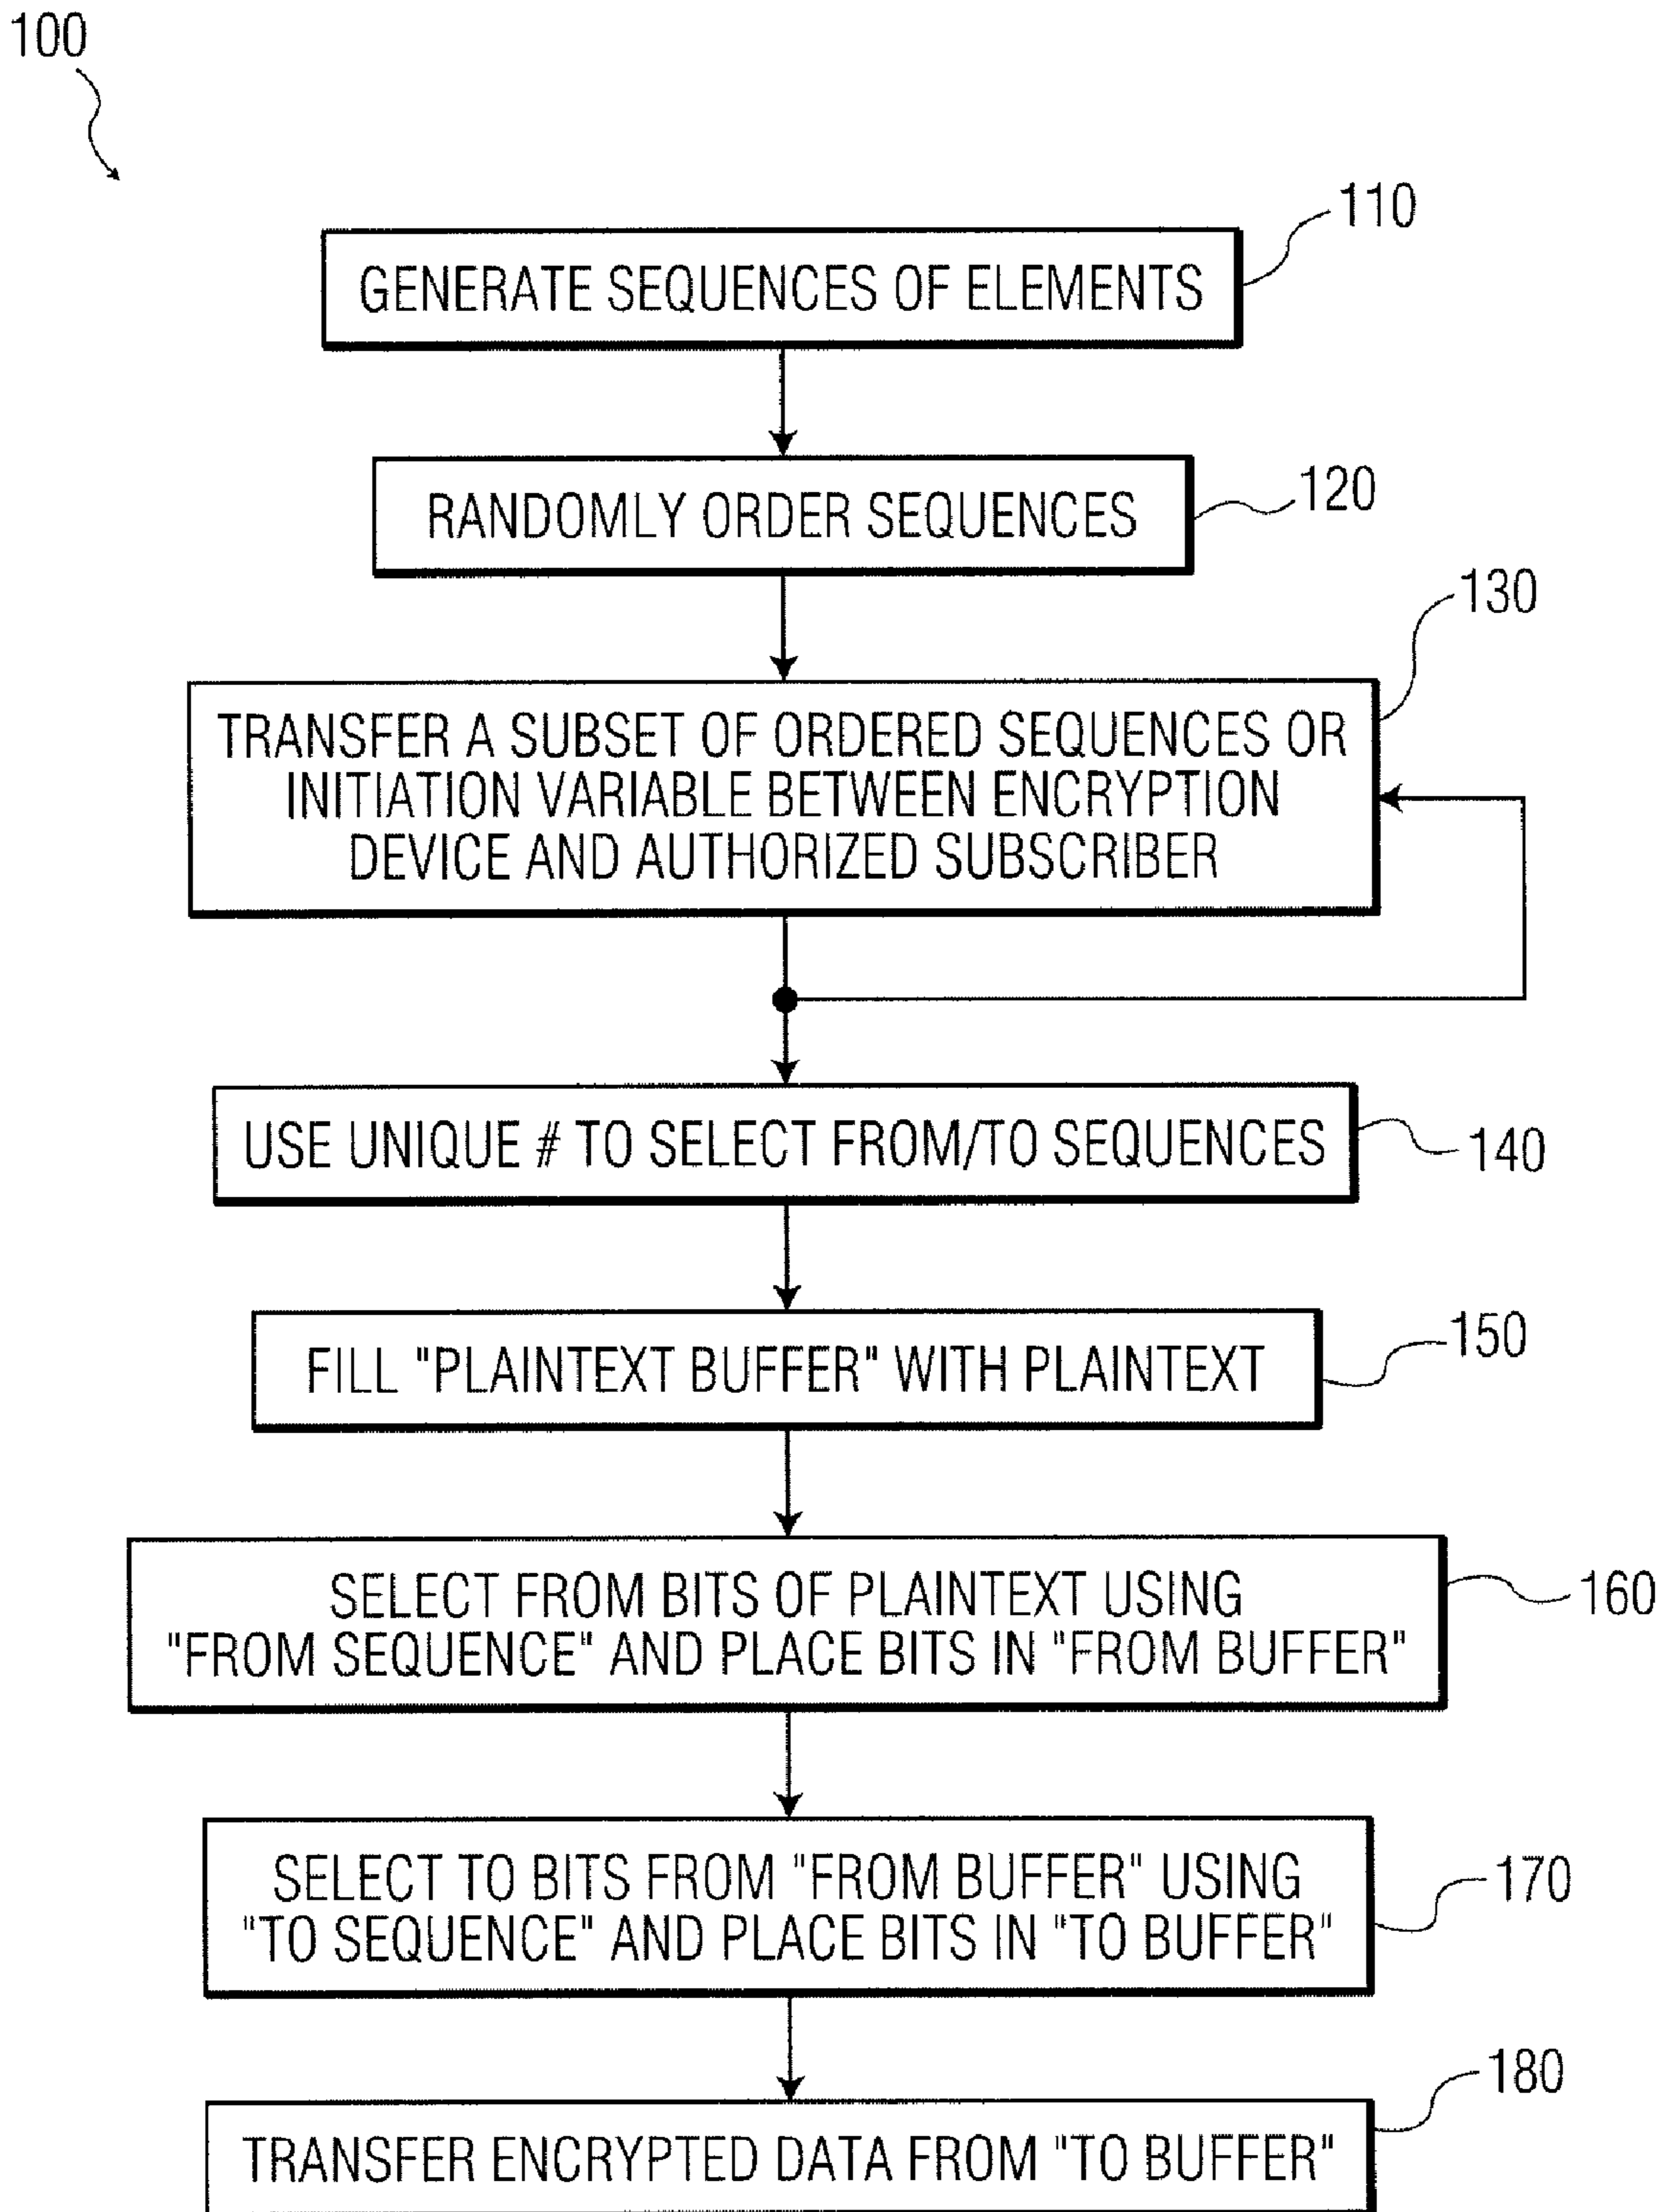 100
110
GENERATE SEQUENCES OF ELEMENTS
120
RANDOMLY ORDER SEQUENCES
130
TRANSFER A SUBSET OF ORDERED SEQUENCES OR
INITIATION VARIABLE BETWEEN ENCRYPTION
DEVICE AND AUTHORIZED SUBSCRIBER
USE UNIQUE # TO SELECT FROM/TO SEQUENCES
140
150
FILL "PLAINTEXT BUFFER" WITH PLAINTEXT
SELECT FROM BITS OF PLAINTEXT USING
160
"FROM SEQUENCE" AND PLACE BITS IN "FROM BUFFER"
SELECT TO BITS FROM "FROM BUFFER" USING
170
"TO SEQUENCE" AND PLACE BITS IN "TO BUFFER"
180
TRANSFER ENCRYPTED DATA FROM "TO BUFFER"